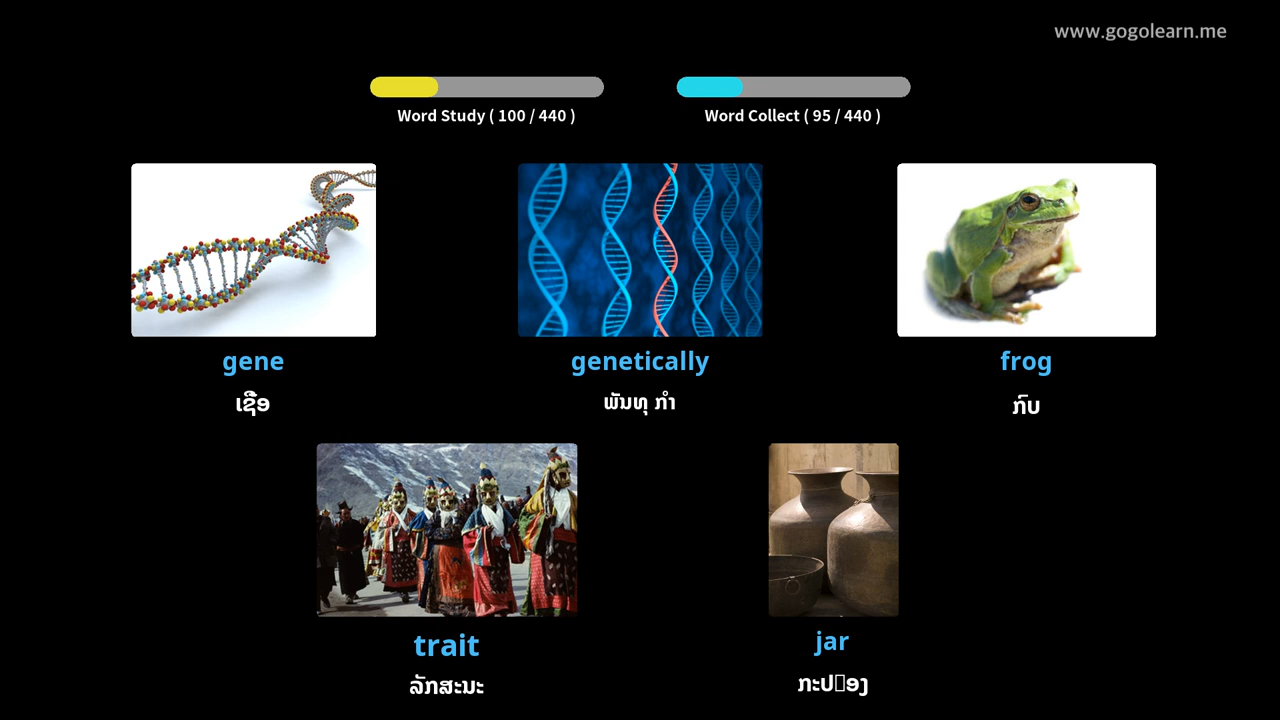 www.gogolearn.me
Word Study ( 100 / 440 )
Word Collect ( 95 / 440 )
gene
genetically
frog
ເຊື້ອ
ພັນທຸ ກຳ
ກົບ
trait
jar
ລັກສະນະ